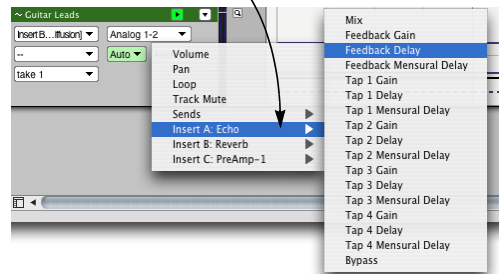 ~ Guitar Leads
Insert B...iffusion]
Analog 1-2
--
Auto
take 1
Volume
Pan
Loop
Track Mute
Sends
Insert A: Echo
Insert B: Reverb
Insert C: PreAmp-1
Mix
Feedback Gain
Feedback Delay
Feedback Mensural Delay
Tap 1 Gain
Tap 1 Delay
Tap 1 Mensural Delay
Tap 2 Gain
Tap 2 Delay
Tap 2 Mensural Delay
Tap 3 Gain
Tap 3 Delay
Tap 3 Mensural Delay
Tap 4 Gain
Tap 4 Delay
Tap 4 Mensural Delay
Bypass